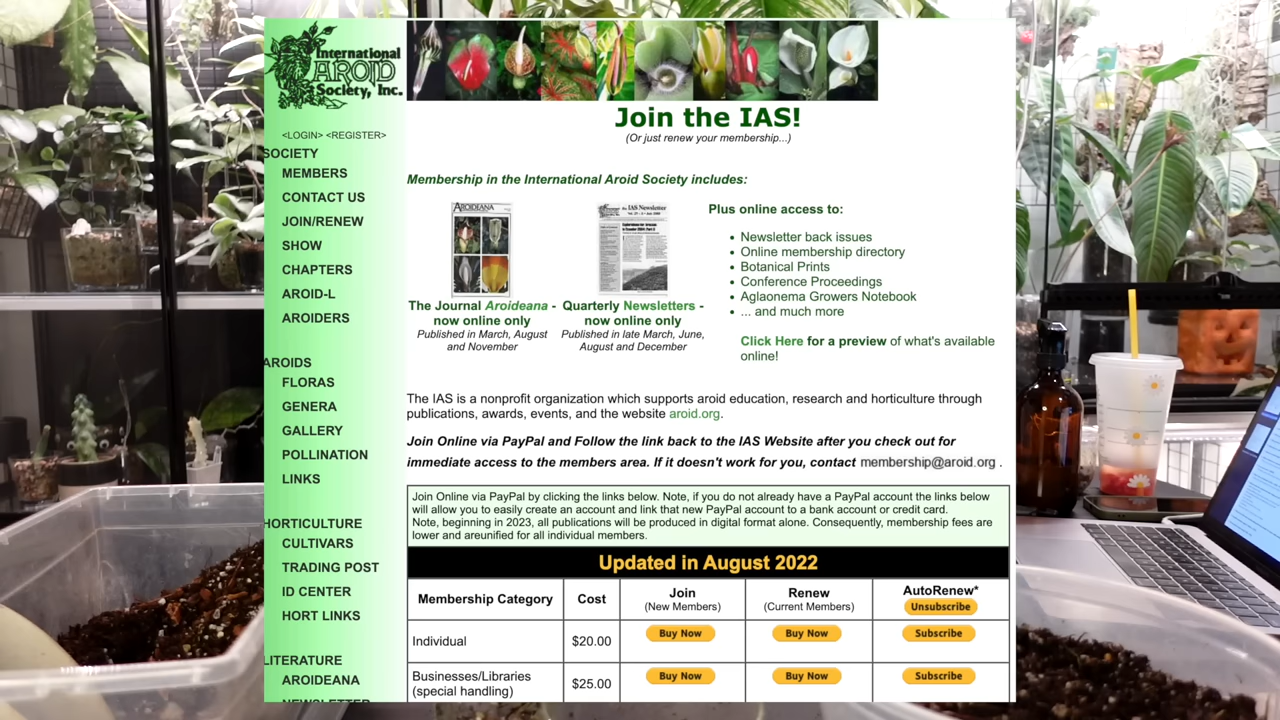 International
AROID
Society, Inc.
<LOGIN> <REGISTER>
SOCIETY
MEMBERS
CONTACT US
JOIN/RENEW
SHOW
CHAPTERS
AROID-L
AROIDERS
AROIDS
FLORAS
GENERA
GALLERY
POLLINATION
LINKS
HORTICULTURE
CULTIVARS
TRADING POST
ID CENTER
HORT LINKS
LITERATURE
AROIDEANA
NEWSLETTER
Join the IAS!
(Or just renew your membership...)
Membership in the International Aroid Society includes:
AROIDEANA
The Journal Aroideana -
now online only
Published in March, August
and November
the IAS Newsletter
Quarterly Newsletters -
now online only
Published in late March, June,
August and December
Plus online access to:
Newsletter back issues
Online membership directory
Botanical Prints
Conference Proceedings
Aglaonema Growers Notebook
... and much more
Click Here for a preview of what's available
online!
The IAS is a nonprofit organization which supports aroid education, research and horticulture through
publications, awards, events, and the website aroid.org.
Join Online via PayPal and Follow the link back to the IAS Website after you check out for
immediate access to the members area. If it doesn't work for you, contact membership@aroid.org .
Join Online via PayPal by clicking the links below. Note, if you do not already have a PayPal account the links below
will allow you to easily create an account and link that new PayPal account to a bank account or credit card.
Note, beginning in 2023, all publications will be produced in digital format alone. Consequently, membership fees are
lower and areunified for all individual members.
Updated in August 2022
Membership Category Cost Join (New Members) Renew (Current Members) AutoRenew* Unsubscribe
Individual $20.00 Buy Now Buy Now Subscribe
Businesses/Libraries (special handling) $25.00 Buy Now Buy Now Subscribe